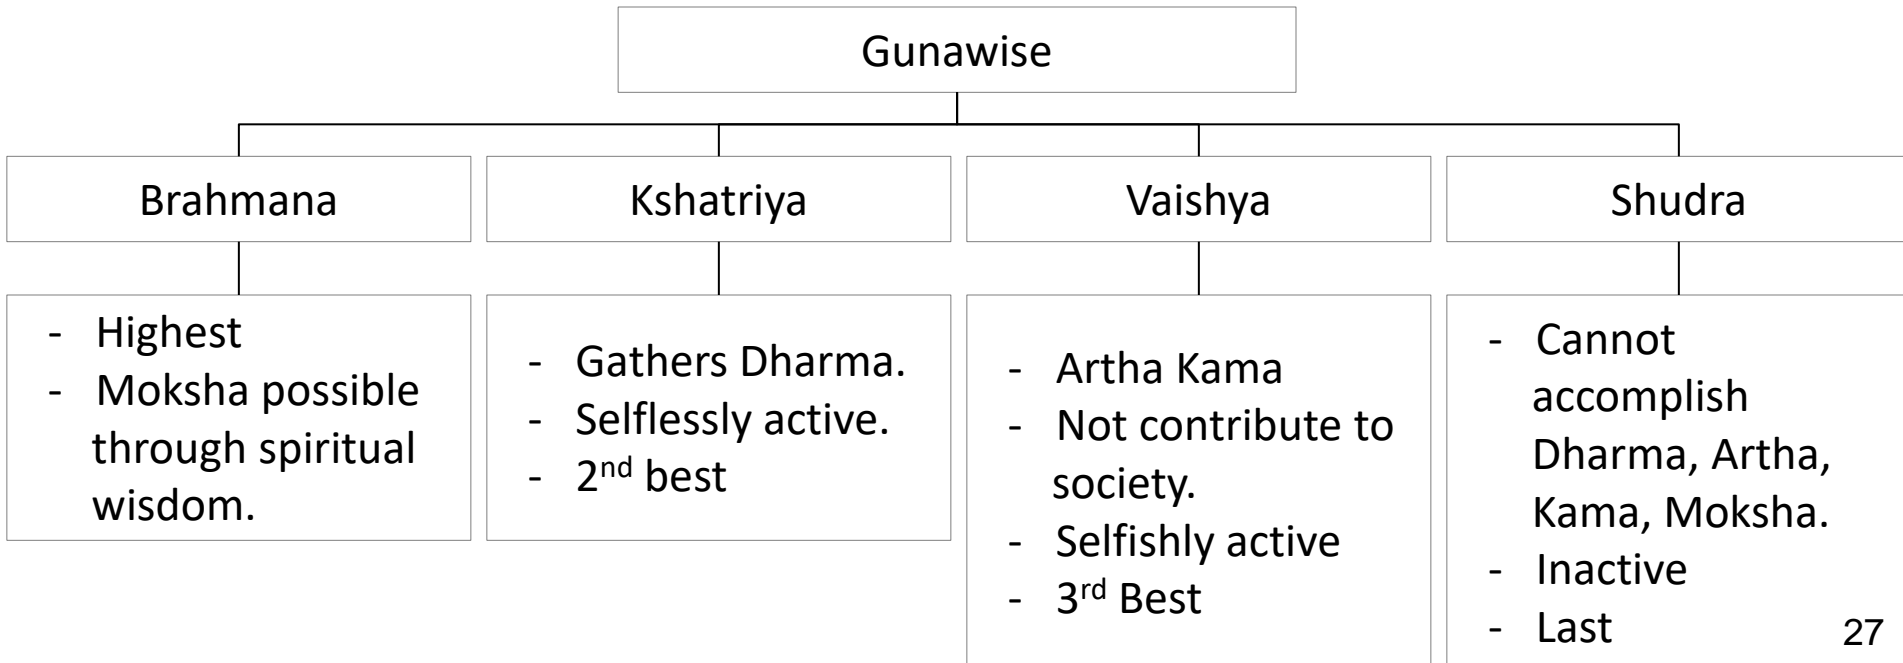 Gunawise
Brahmana
Kshatriya
Vaishya
Shudra
- Highest
- Moksha possible
through spiritual
wisdom.
- Gathers Dharma.
- Selflessly active.
- 2nd best
- Artha Kama
- Not contribute to
society.
- Selfishly active
- 3rd Best
- Cannot
accomplish
Dharma, Artha,
Kama, Moksha.
- Inactive
- Last
27